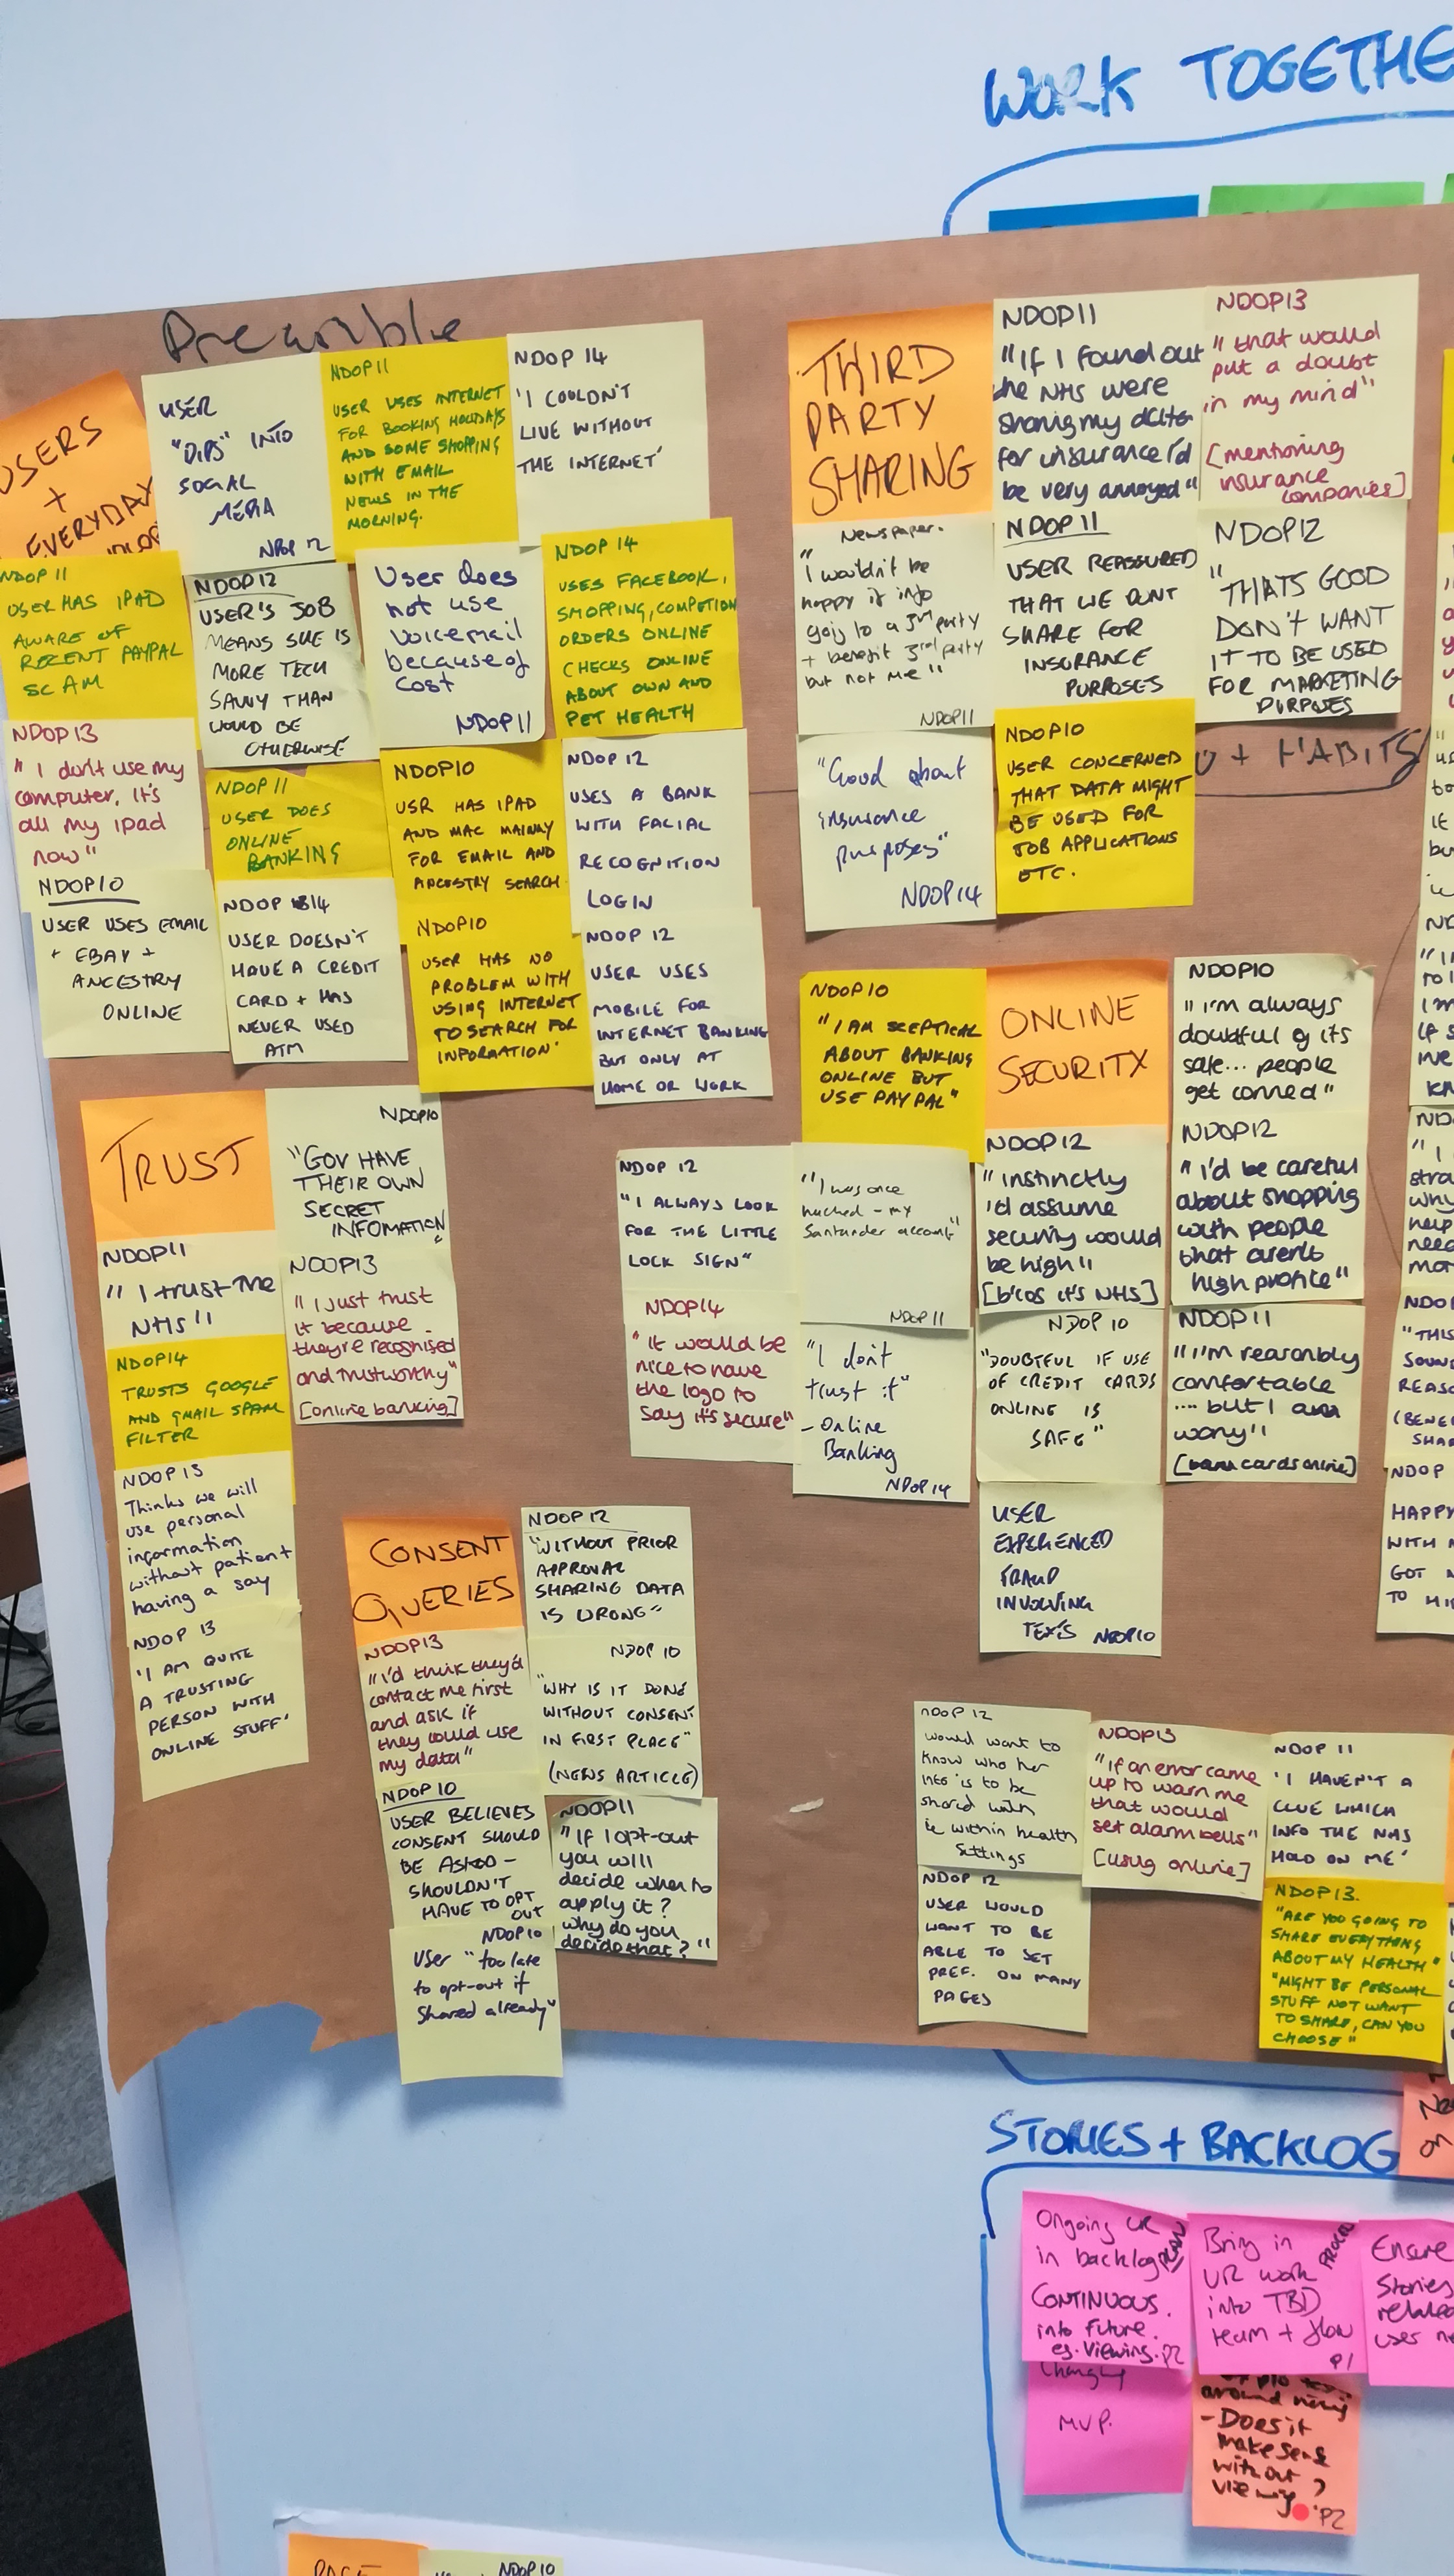 WORK TOGETHE
Preamble
USERS
+
EVERYDAY
USER
"DIPS" INTO
SOCIAL
MEDIA
NDOP 12
NDOP11
USER USES INTERNET
FOR BOOKING HOLIDAYS
AND SOME SHOPPING
WITH EMAIL
NEWS IN THE
MORNING.
NDOP 14
'I COULDN'T
LIVE WITHOUT
THE INTERNET'
NDOP 11
USER HAS IPAD
AWARE OF
RECENT PAYPAL
SCAM
NDOP12
USER'S JOB
MEANS SHE IS
MORE TECH
SAVVY THAN
WOULD BE
OTHERWISE
User does
not use
voicemail
because of
cost
NDOP11
NDOP 14
USES FACEBOOK,
SHOPPING, COMPETION
ORDERS ONLINE
CHECKS ONLINE
ABOUT OWN AND
PET HEALTH
NDOP13
"I don't use my
computer, it's
all my ipad
now"
NDOP 11
USER DOES
ONLINE
BANKING
NDOP10
USR HAS IPAD
AND MAC MAINLY
FOR EMAIL AND
ANCESTRY SEARCH
NDOP 12
USES A BANK
WITH FACIAL
RECOGNITION
LOGIN
NDOP10
USER USES EMAIL
+ EBAY +
ANCESTRY
ONLINE
NDOP 14
USER DOESN'T
HAVE A CREDIT
CARD + HAS
NEVER USED
ATM
NDOP10
USER HAS NO
PROBLEM WITH
USING INTERNET
TO SEARCH FOR
INFORMATION'
NDOP 12
USER USES
MOBILE FOR
INTERNET BANKING
BUT ONLY AT
HOME OR WORK
THIRD
PARTY
SHARING
NDOP11
"If I found out
the NHS were
sharing my data
for insurance I'd
be very annoyed"
NDOP13
"that would
put a doubt
in my mind"
[mentioning
insurance
companies]
Newspaper.
"I wouldn't be
happy if info
going to a 3rd party
+ benefit 3rd party
but not me"
NDOP11
NDOP 11
USER REASSURED
THAT WE DONT
SHARE FOR
INSURANCE
PURPOSES
NDOP12
"THATS GOOD
DON'T WANT
IT TO BE USED
FOR MARKETING
PURPOSES
"Good about
insurance
purposes"
NDOP14
NDOP10
USER CONCERNED
THAT DATA MIGHT
BE USED FOR
JOB APPLICATIONS
ETC.
+ HABITS
NDOP10
"I AM SCEPTICAL
ABOUT BANKING
ONLINE BUT
USE PAYPAL"
ONLINE
SECURITY
NDOP10
"I'm always
doubtful if its
safe... people
get conned"
NDOP 12
"I ALWAYS LOOK
FOR THE LITTLE
LOCK SIGN"
"I was once
hacked - my
Santander account"
NDOP 11
NDOP12
"instinctly
i'd assume
security would
be high"
[b'cos it's NHS]
NDOP12
"I'd be careful
about shopping
with people
that aren't
high profile"
NDOP14
"it would be
nice to have
the logo to
say it's secure"
"I don't
trust it"
- Online
Banking
NDOP 14
NDOP 10
"DOUBTFUL IF USE
OF CREDIT CARDS
ONLINE IS
SAFE"
NDOP11
"I'm reasonably
comfortable
.... but I am
worry"
[bank cards online]
USER
EXPERIENCED
FRAUD
INVOLVING
TEXTS NDOP10
TRUST
NDOP10
"GOV HAVE
THEIR OWN
SECRET
INFOMATION
"
NDOP11
"I trust the
NHS"
NDOP13
"I just trust
it because
they're recognised
and trustworthy"
[online banking]
NDOP14
TRUSTS GOOGLE
AND GMAIL SPAM
FILTER
NDOP13
Thinks we will
use personal
information
without patient
having a say
NDOP 13
'I AM QUITE
A TRUSTING
PERSON WITH
ONLINE STUFF'
CONSENT
QUERIES
NDOP 12
"WITHOUT PRIOR
APPROVAL
SHARING DATA
IS WRONG"
NDOP13
"I'd think they'd
contact me first
and ask if
they could use
my data"
NDOP 10
"WHY IS IT DONE
WITHOUT CONSENT
IN FIRST PLACE"
(NEWS ARTICLE)
NDOP 10
USER BELIEVES
CONSENT SHOULD
BE ASKED -
SHOULDN'T
HAVE TO OPT
OUT
NDOP11
"If I opt-out
you will
decide when to
apply it?
why do you
decide that?"
NDOP10
User "too late
to opt-out if
shared already"
NDOP 12
would want to
know who her
info is to be
shared with
ie within health
settings
NDOP13
"if an error came
up to warn me
that would
set alarm bells"
[using online]
NDOP 11
'I HAVEN'T A
CLUE WHICH
INFO THE NHS
HOLD ON ME'
NDOP 12
USER WOULD
WANT TO BE
ABLE TO SET
PREF. ON MANY
PAGES
NDOP13.
"ARE YOU GOING TO
SHARE EVERYTHING
ABOUT MY HEALTH"
"MIGHT BE PERSONAL
STUFF NOT WANT
TO SHARE, CAN YOU
CHOOSE"
STORIES + BACKLOG
Ongoing UR
in backlog PLAN
CONTINUOUS.
into future.
eg. Viewing. P2
Changing
MVP.
Bring in
UR work
into TBD
team + flow
P1
Ensure
Stories
related
user ne
around
- Does it
make sense
without
viewing ?
P2
NDOP 10